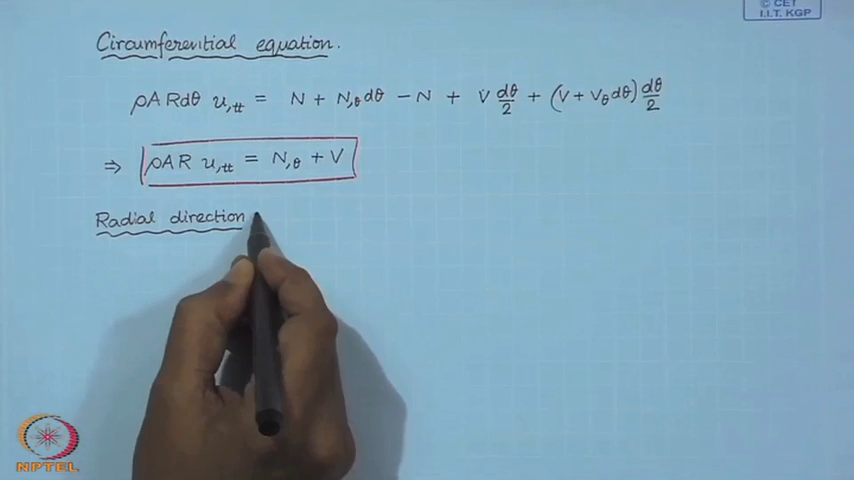 © CET
I.I.T. KGP
Circumferential equation.
ρARdθ u,tt = N + N,θ dθ - N + V dθ/2 + (V + Vθ dθ) dθ/2
⇒ ρAR u,tt = N,θ + V
Radial direction
NPTEL